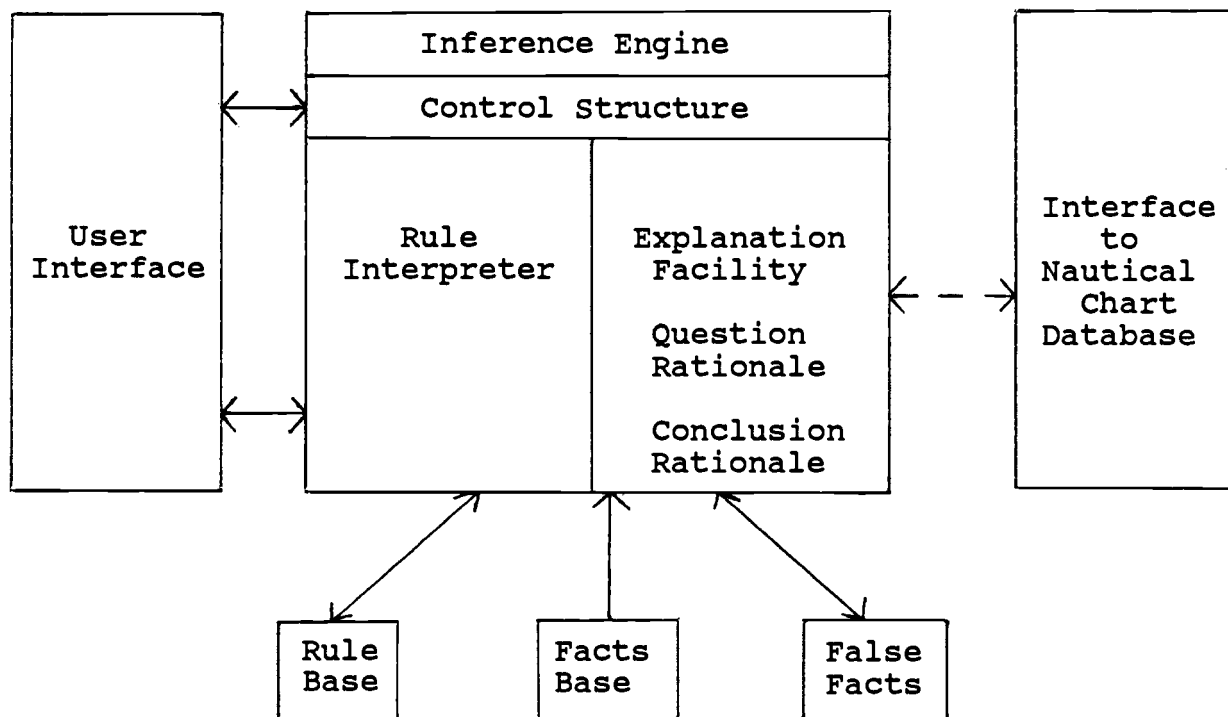 Inference Engine
Control Structure
User
Interface
Rule
Interpreter
Explanation
Facility
Question
Rationale
Conclusion
Rationale
Interface
to
Nautical
Chart
Database
Rule
Base
Facts
Base
False
Facts